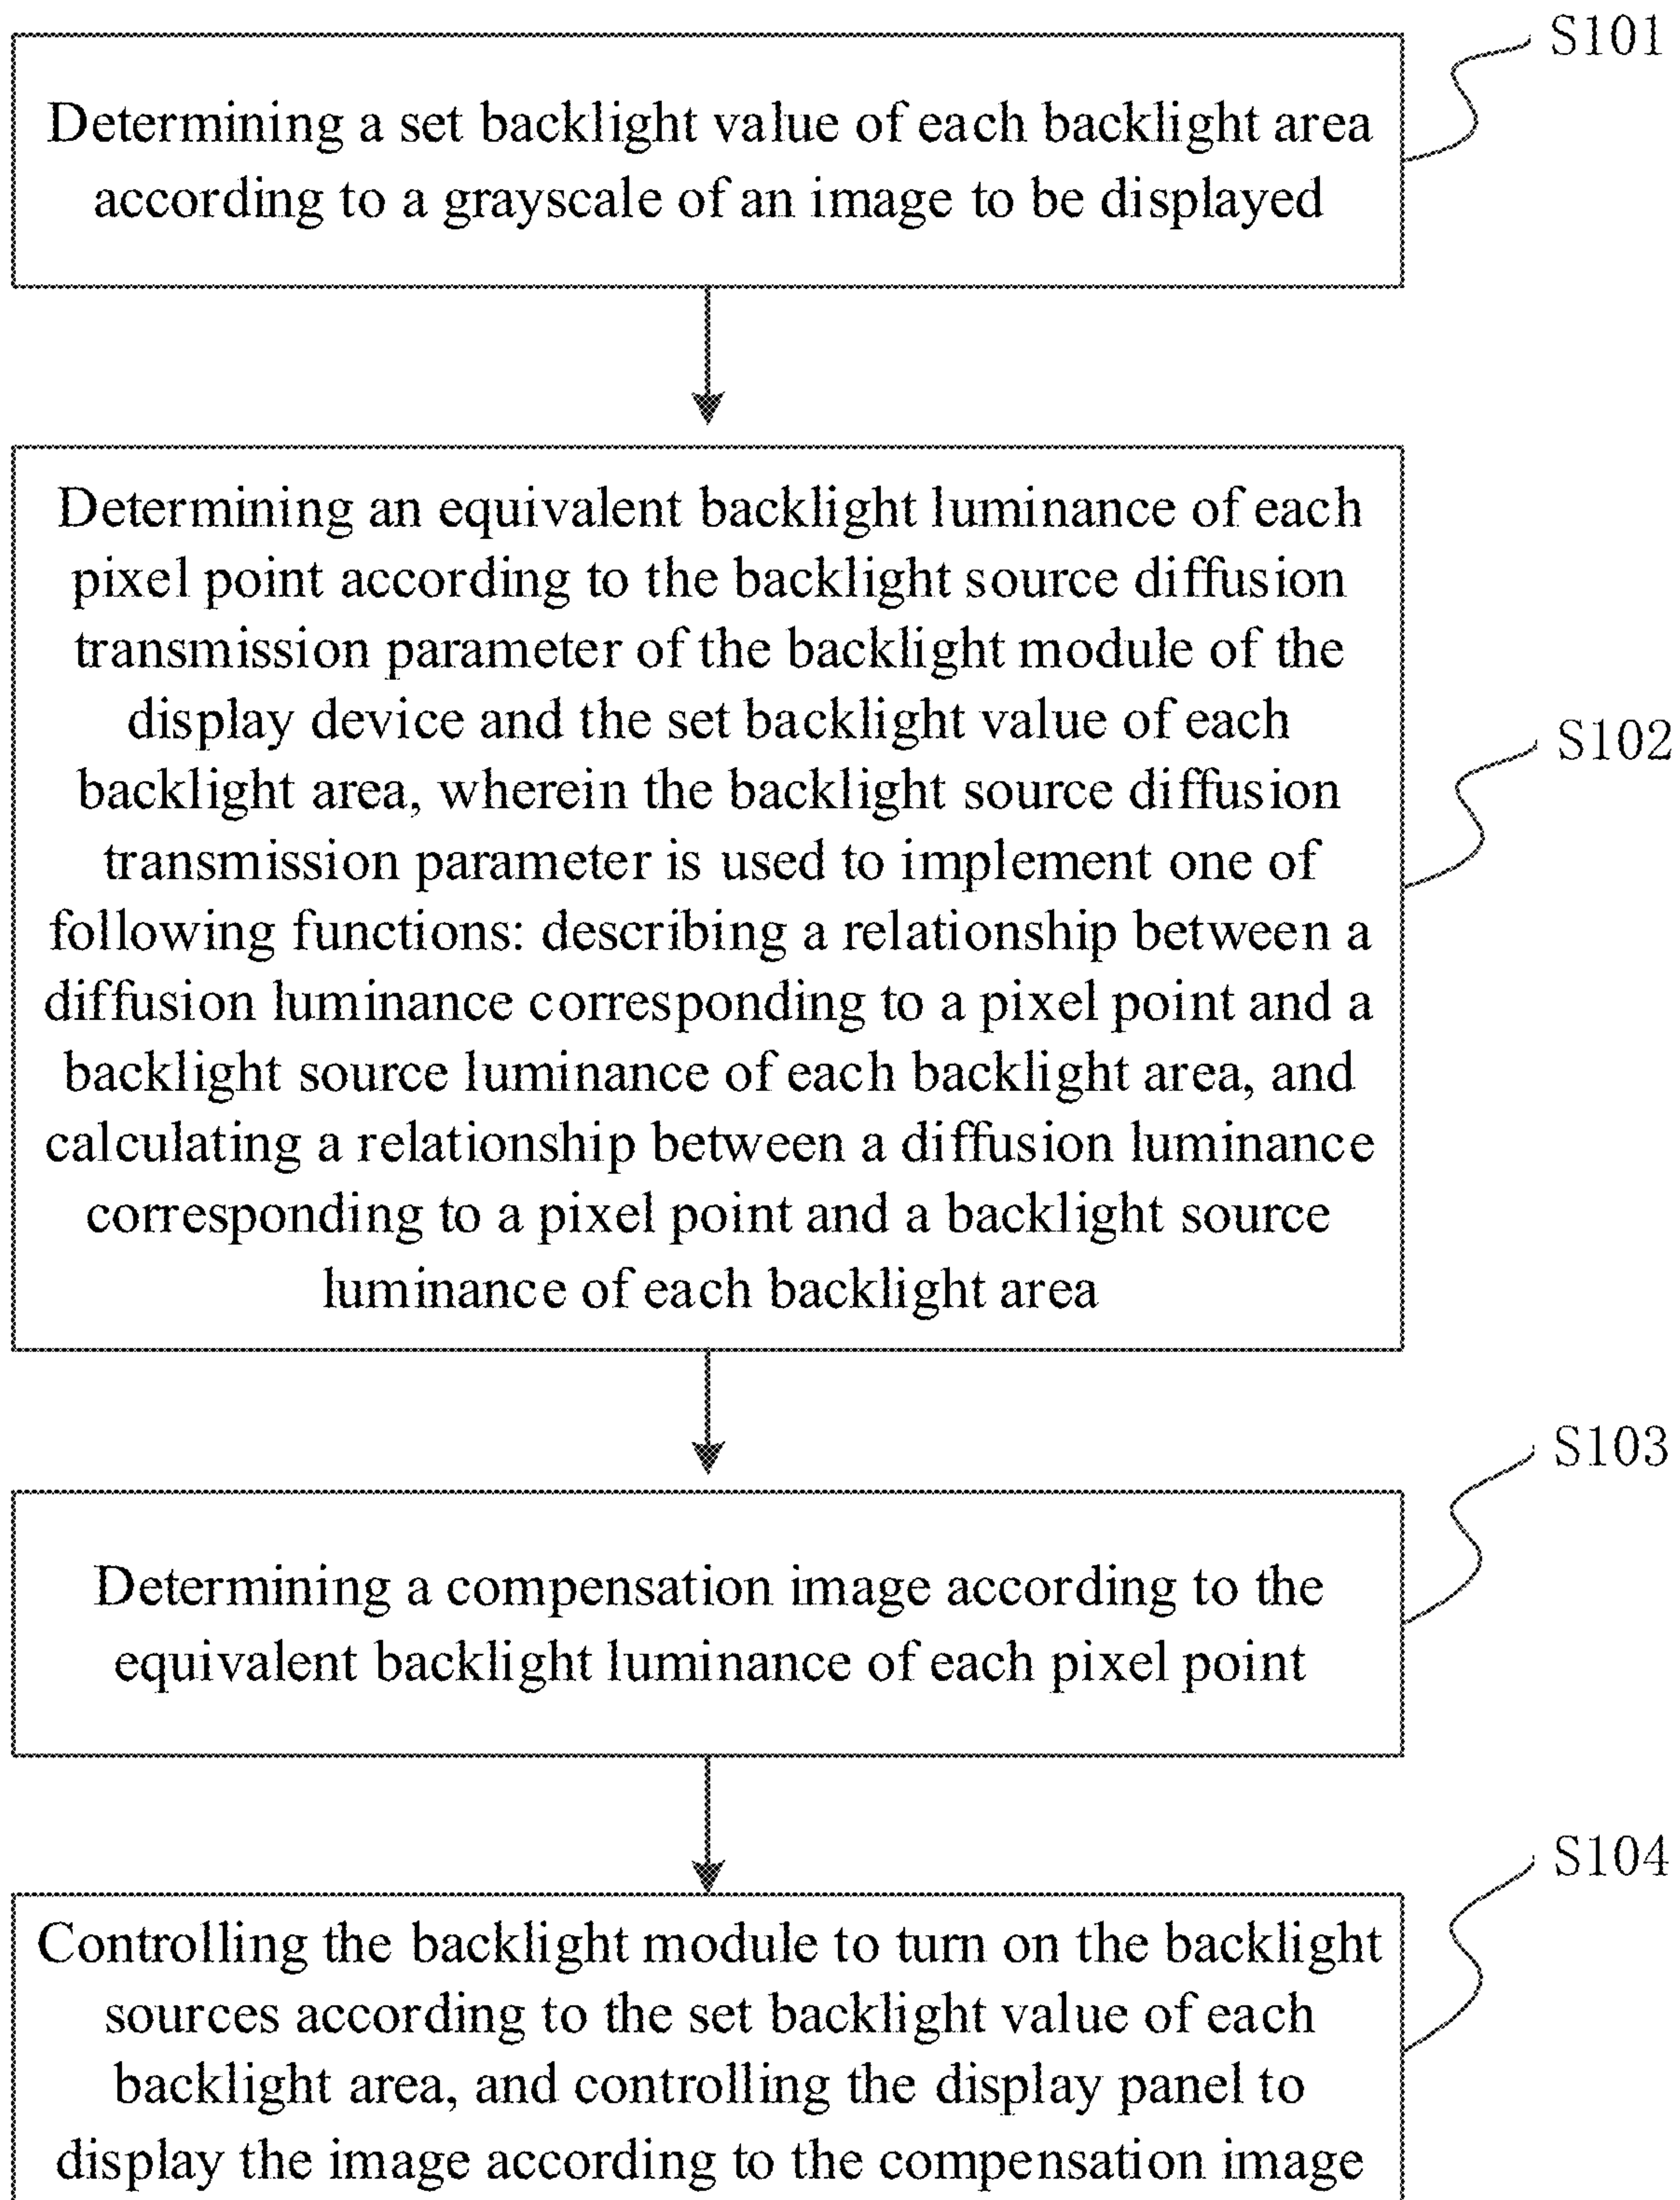 S101
Determining a set backlight value of each backlight area
according to a grayscale of an image to be displayed
Determining an equivalent backlight luminance of each
pixel point according to the backlight source diffusion
transmission parameter of the backlight module of the
display device and the set backlight value of each
backlight area, wherein the backlight source diffusion
transmission parameter is used to implement one of
following functions: describing a relationship between a
diffusion luminance corresponding to a pixel point and a
backlight source luminance of each backlight area, and
calculating a relationship between a diffusion luminance
corresponding to a pixel point and a backlight source
luminance of each backlight area
S102
S103
Determining a compensation image according to the
equivalent backlight luminance of each pixel point
S104
Controlling the backlight module to turn on the backlight
sources according to the set backlight value of each
backlight area, and controlling the display panel to
display the image according to the compensation image